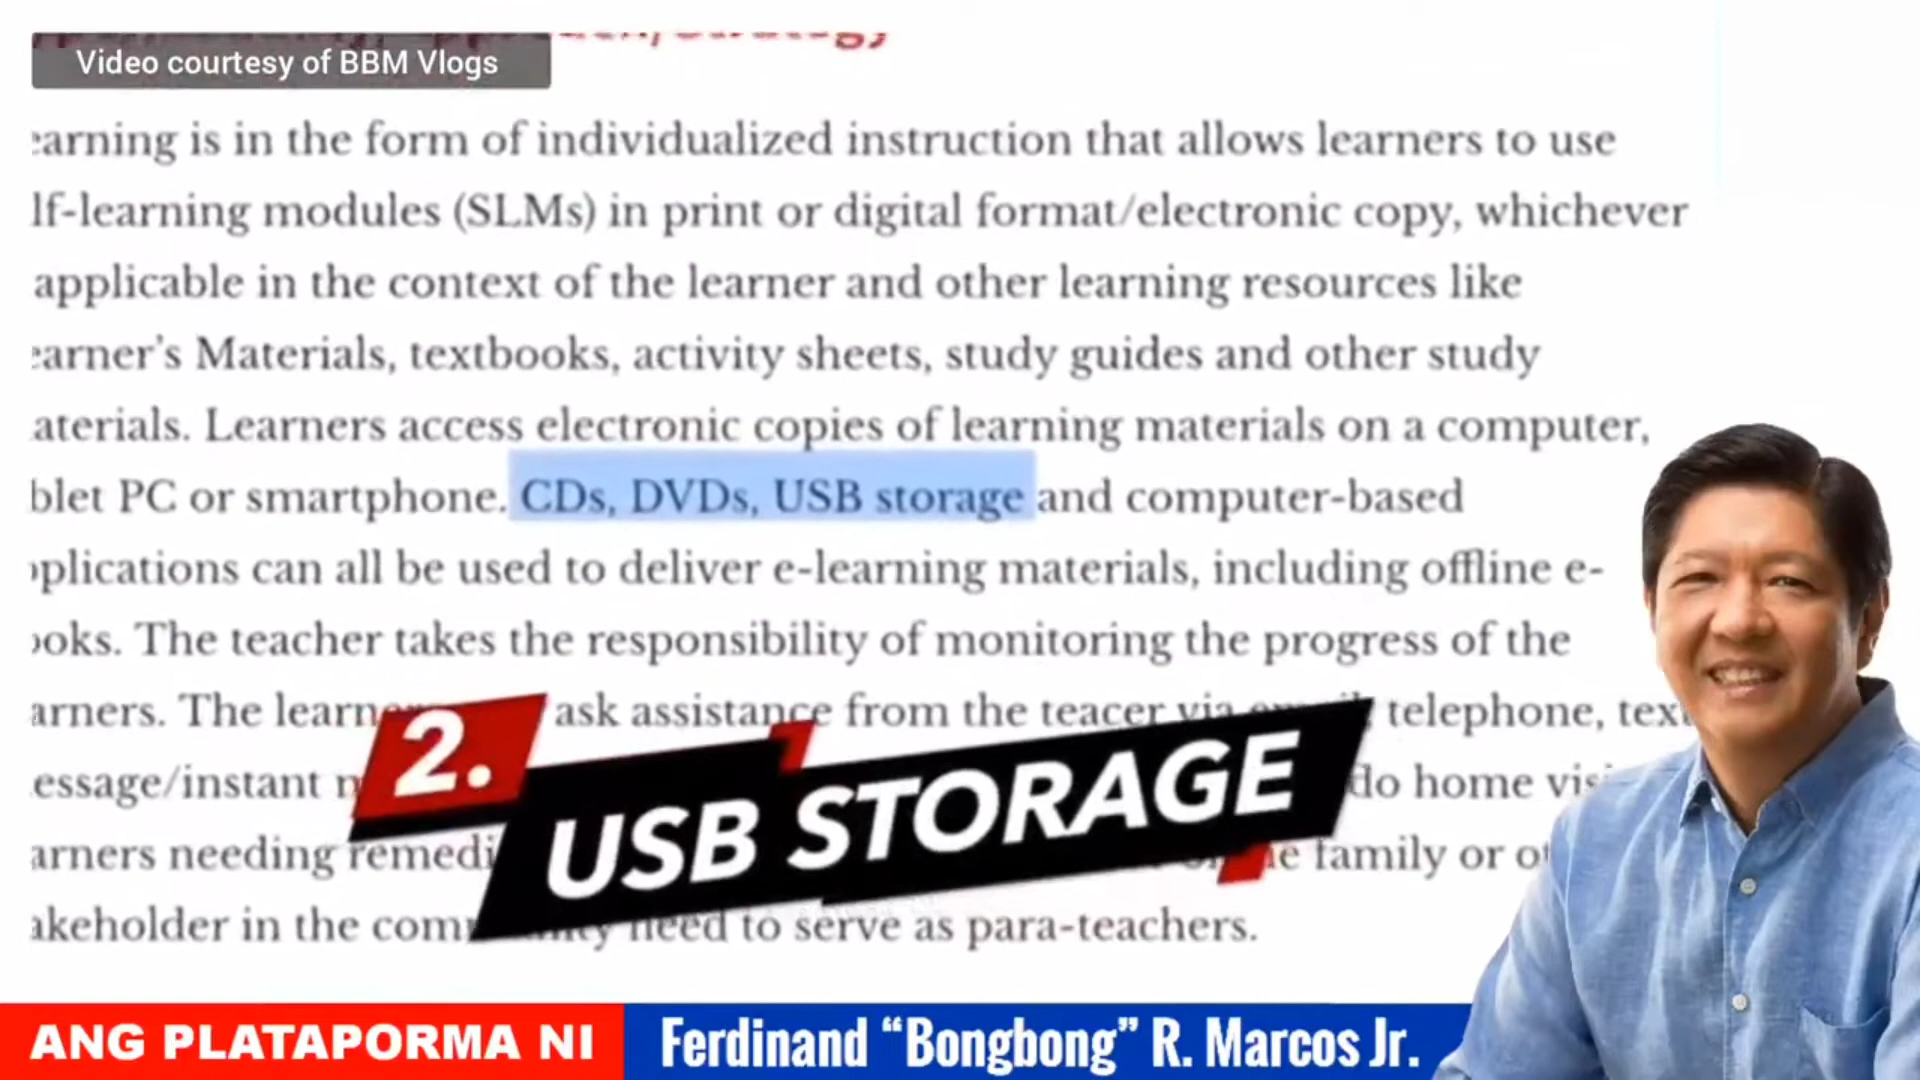 Video courtesy of BBM Vlogs
earning is in the form of individualized instruction that allows learners to use
lf-learning modules (SLMs) in print or digital format/electronic copy, whichever
applicable in the context of the learner and other learning resources like
earner's Materials, textbooks, activity sheets, study guides and other study
aterials. Learners access electronic copies of learning materials on a computer,
blet PC or smartphone. CDs, DVDs, USB storage and computer-based
pplications can all be used to deliver e-learning materials, including offline e-
ooks. The teacher takes the responsibility of monitoring the progress of the
arners. The ask assistance from the teacer via telephone, text
essage/instant do home
arners needing family or
akeholder in the need to serve as para-teachers.
2.
USB STORAGE
ANG PLATAPORMA NI
Ferdinand “Bongbong” R. Marcos Jr.